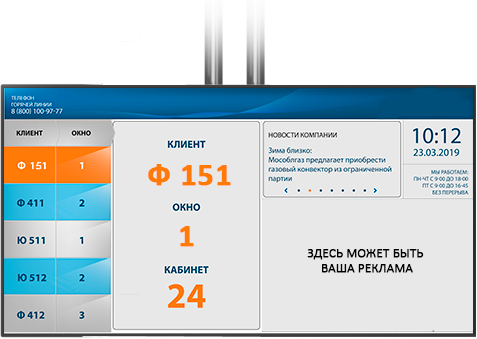 ТЕЛЕФОН
ГОРЯЧЕЙ ЛИНИИ
8 (800) 100-97-77
КЛИЕНТ ОКНО
Ф 151 1
Ф 411 2
Ю 511 1
Ю 512 2
Ф 412 3
КЛИЕНТ
Ф 151
ОКНО
1
КАБИНЕТ
24
НОВОСТИ КОМПАНИИ
Зима близко:
Мособлгаз предлагает приобрести
газовый конвектор из ограниченной
партии
10:12
23.03.2019
МЫ РАБОТАЕМ:
ПН-ЧТ С 9-00 ДО 18-00
ПТ С 9-00 ДО 16-45
БЕЗ ПЕРЕРЫВА
ЗДЕСЬ МОЖЕТ БЫТЬ
ВАША РЕКЛАМА